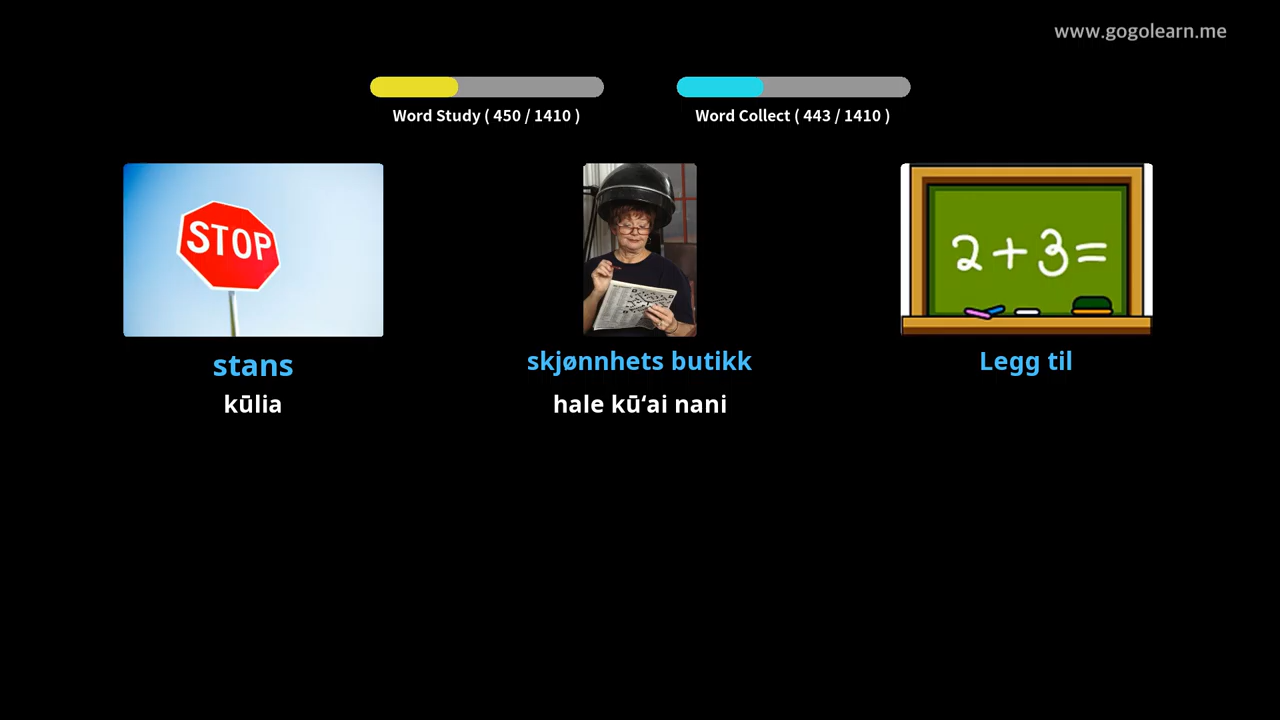 www.gogolearn.me
Word Study ( 450 / 1410 )
Word Collect ( 443 / 1410 )
STOP
2+3=
stans
skjønnhets butikk
Legg til
kūlia
hale kūʻai nani